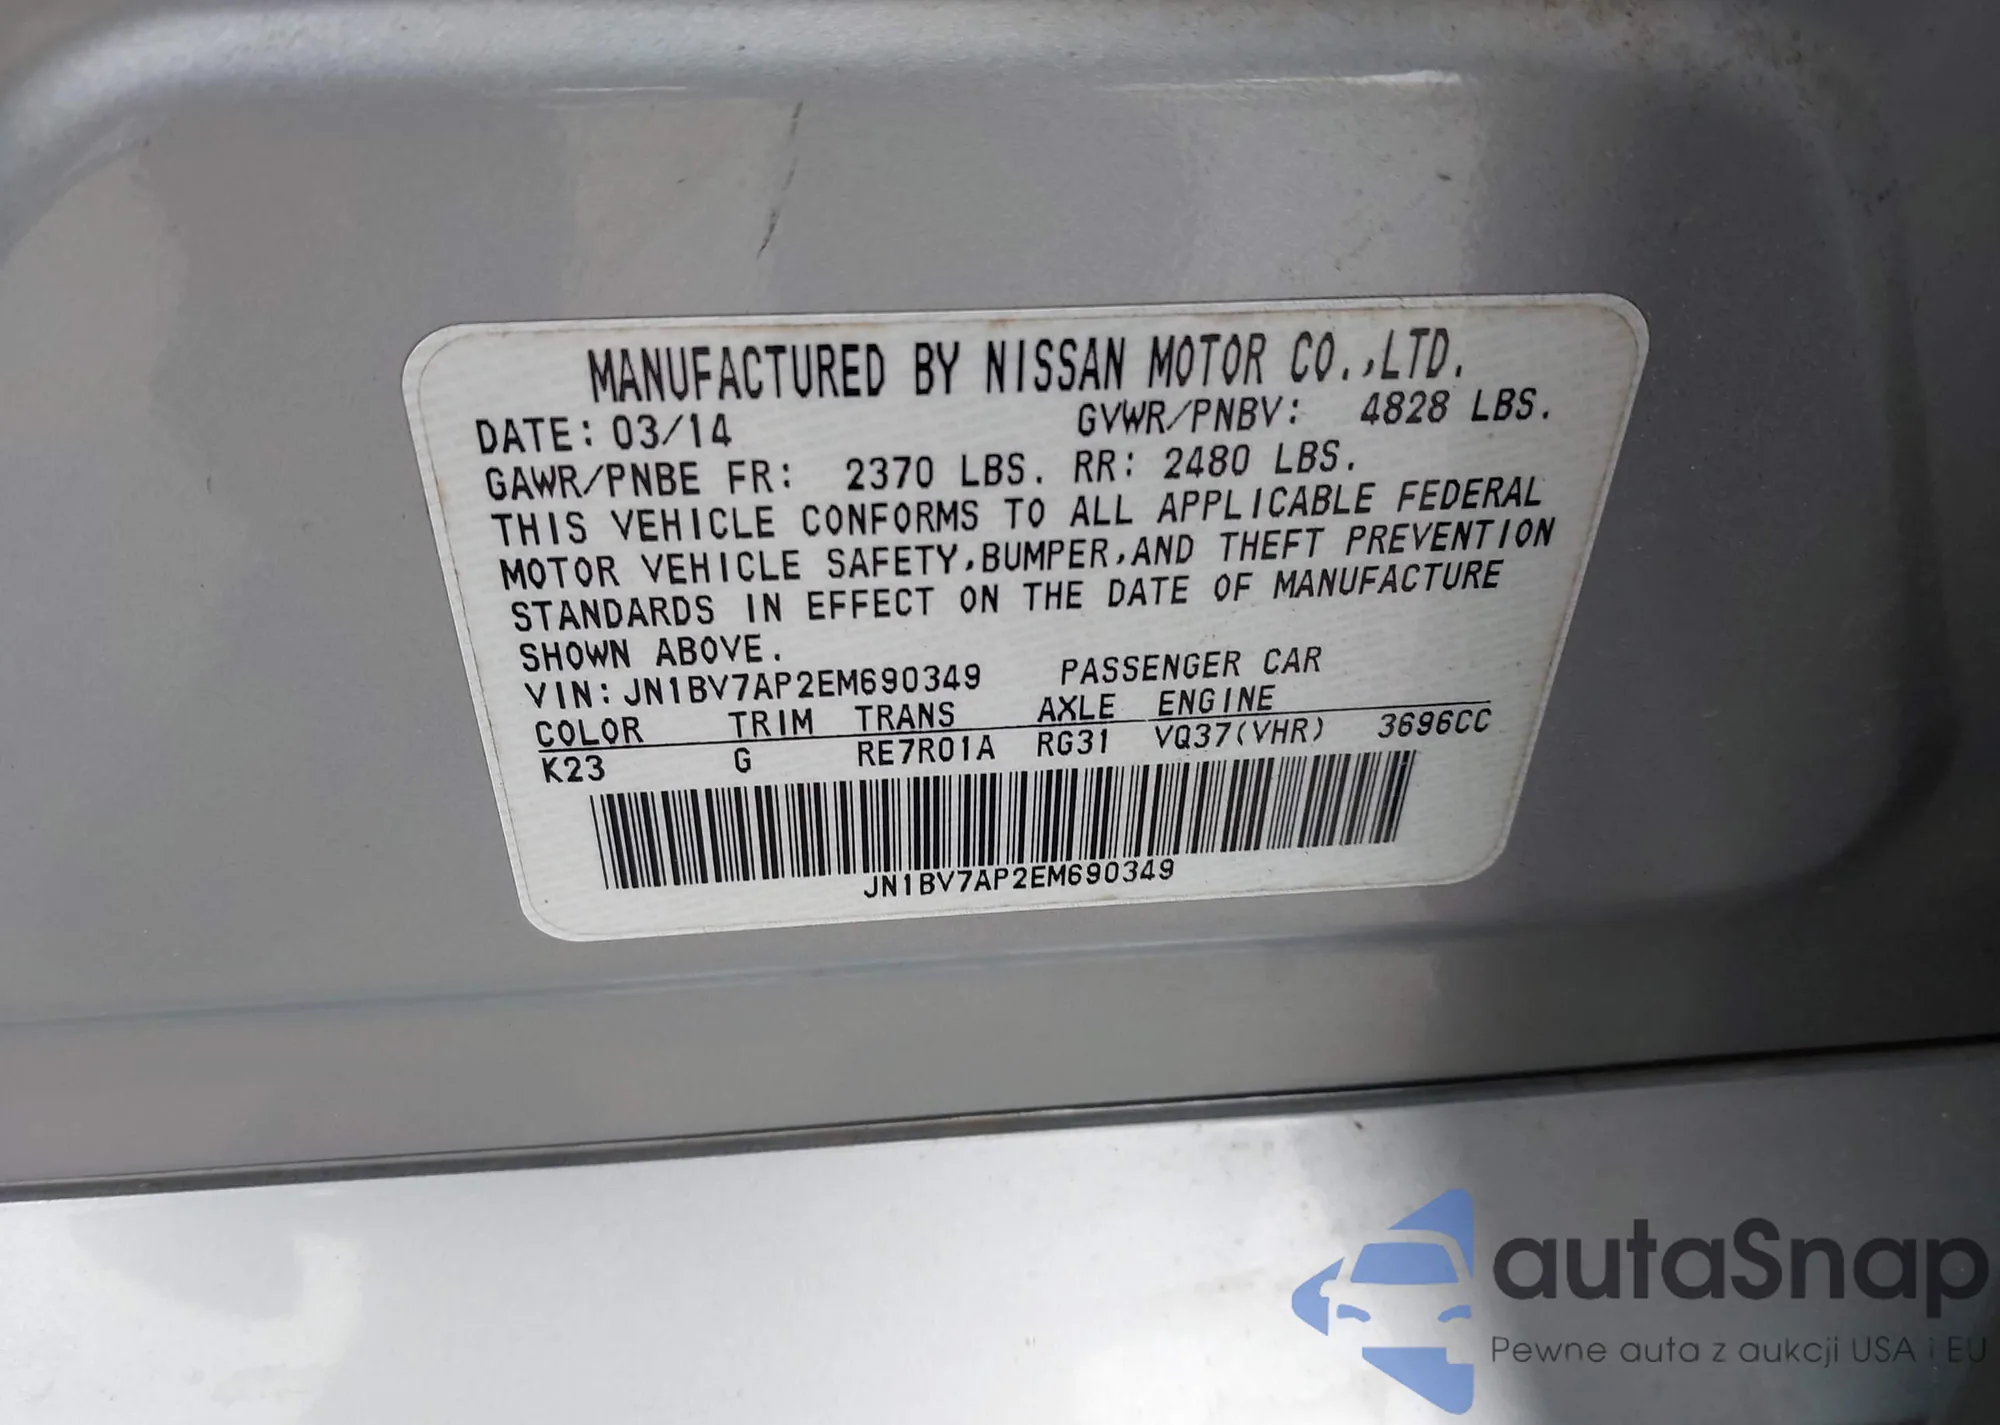 MANUFACTURED BY NISSAN MOTOR CO.,LTD.
DATE: 03/14 GVWR/PNBV: 4828 LBS.
GAWR/PNBE FR: 2370 LBS. RR: 2480 LBS.
THIS VEHICLE CONFORMS TO ALL APPLICABLE FEDERAL
MOTOR VEHICLE SAFETY,BUMPER,AND THEFT PREVENTION
STANDARDS IN EFFECT ON THE DATE OF MANUFACTURE
SHOWN ABOVE.
VIN: JN1BV7AP2EM690349 PASSENGER CAR
COLOR TRIM TRANS AXLE ENGINE
K23 G RE7R01A RG31 VQ37(VHR) 3696CC
JN1BV7AP2EM690349
autaSnap
Pewne auta z aukcji USA i EU